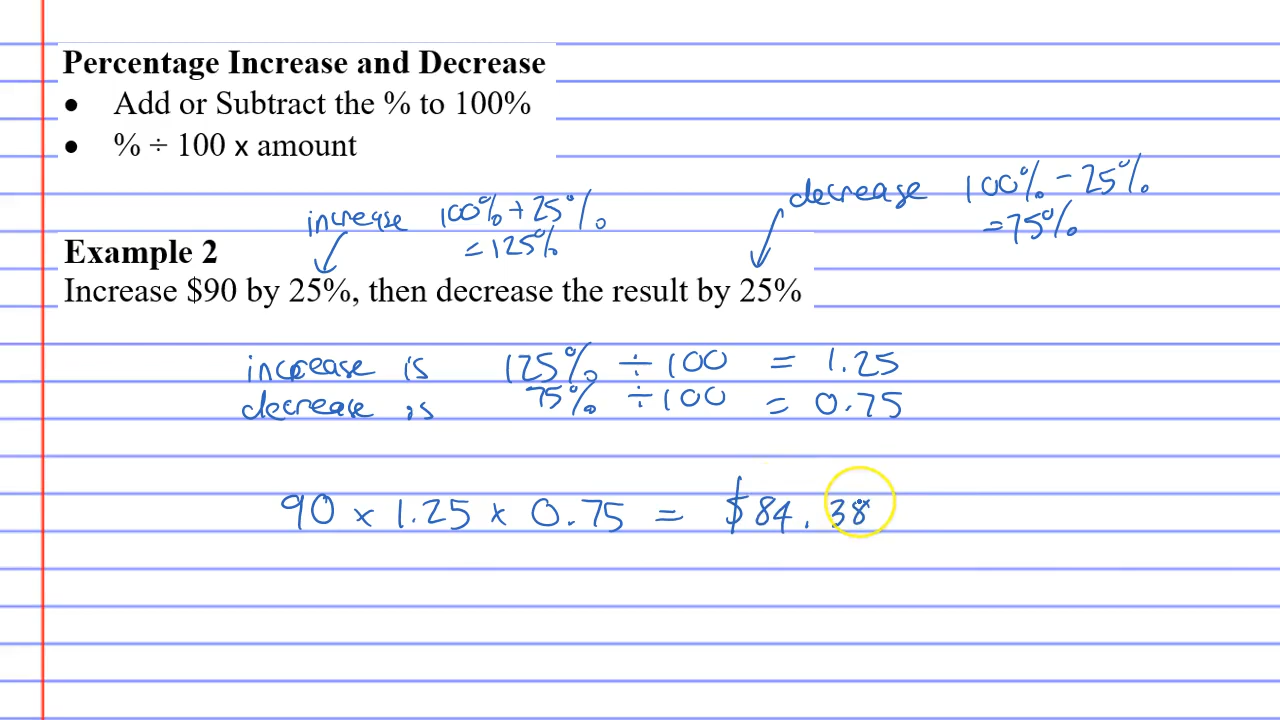 Percentage Increase and Decrease
• Add or Subtract the % to 100%
• % ÷ 100 x amount
increase 100% + 25%
= 125%
decrease 100% - 25%
= 75%
Example 2
Increase $90 by 25%, then decrease the result by 25%
increase is 125% ÷ 100 = 1.25
decrease is 75% ÷ 100 = 0.75
90 x 1.25 x 0.75 = $84.38